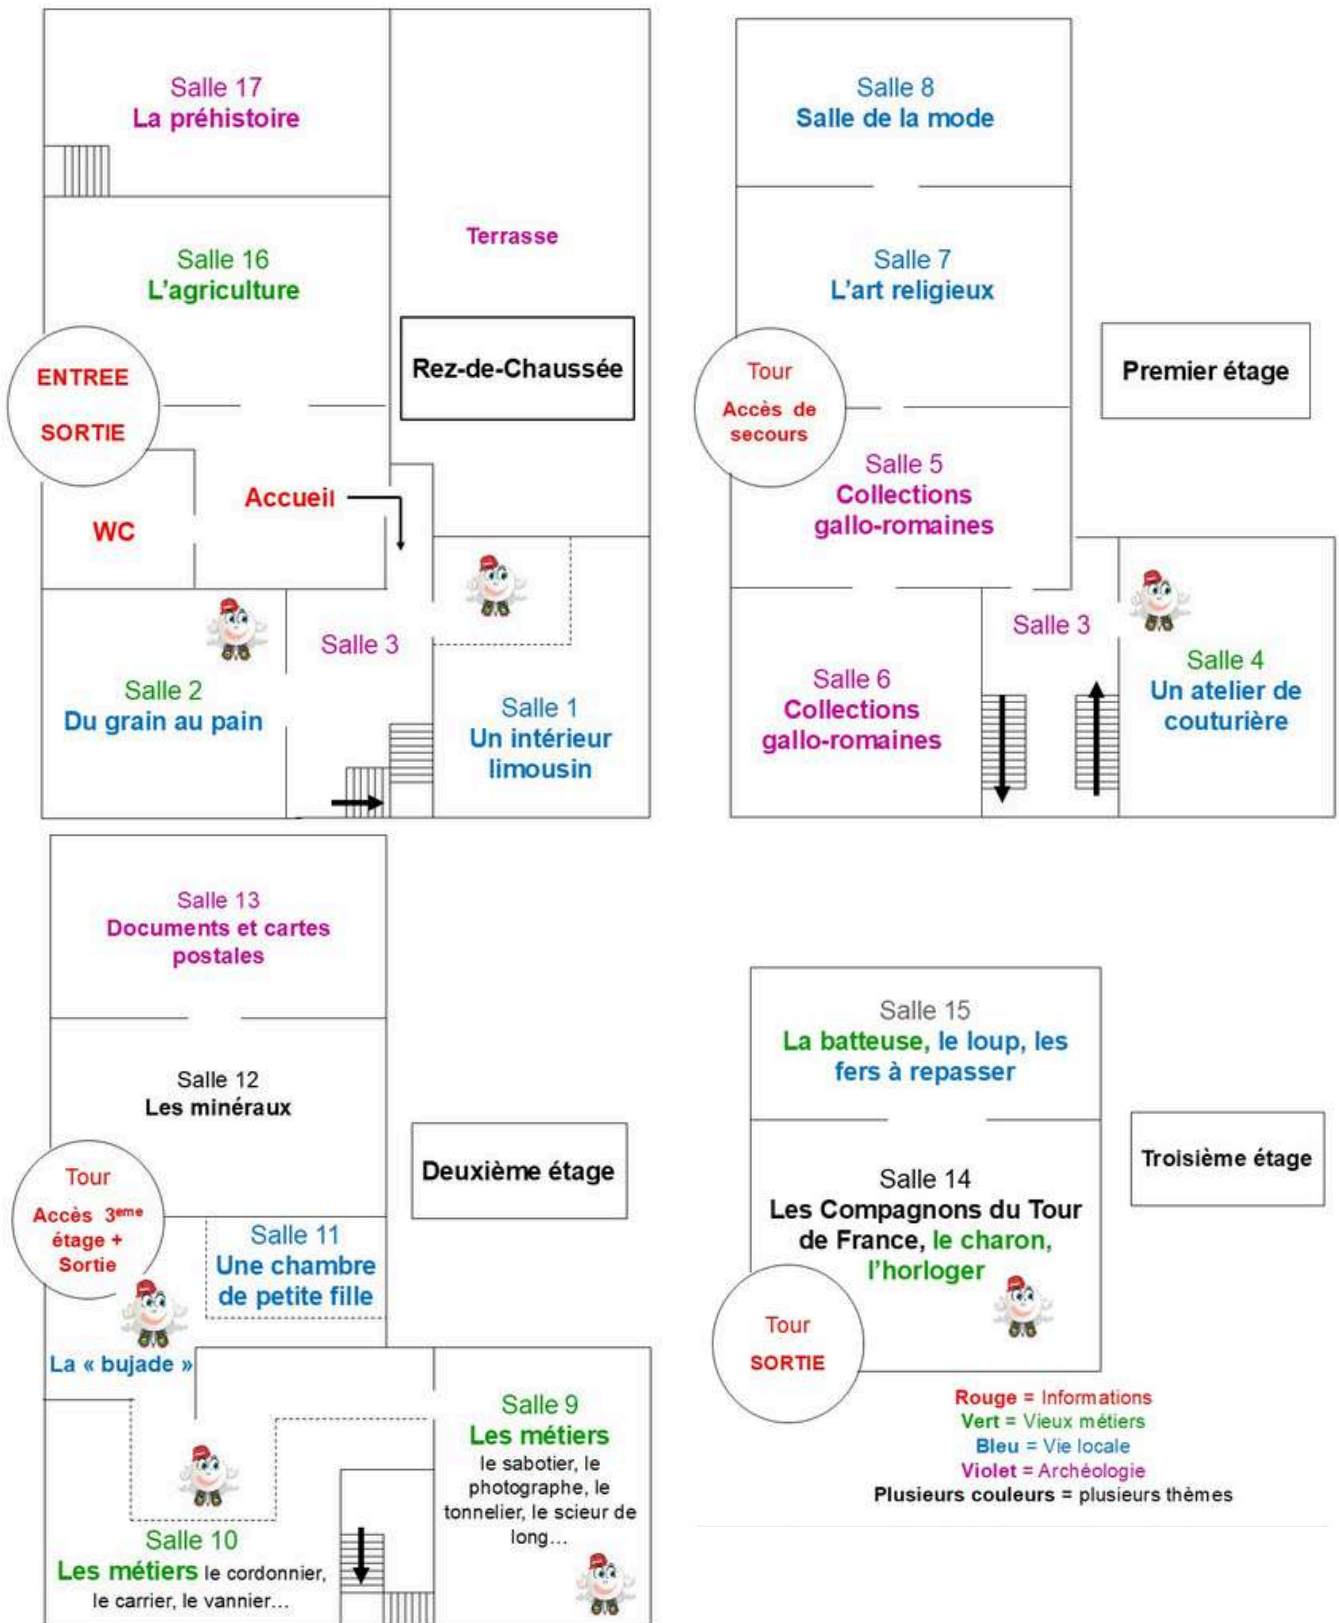 Salle 17
La préhistoire
Terrasse
Salle 16
L'agriculture
ENTREE
SORTIE
Rez-de-Chaussée
Accueil
WC
Salle 3
Salle 2
Du grain au pain
Salle 1
Un intérieur
limousin
Salle 8
Salle de la mode
Salle 7
L'art religieux
Tour
Accès de
secours
Premier étage
Salle 5
Collections
gallo-romaines
Salle 3
Salle 6
Collections
gallo-romaines
Salle 4
Un atelier de
couturière
Salle 13
Documents et cartes
postales
Salle 12
Les minéraux
Tour
Accès 3eme
étage +
Sortie
Deuxième étage
Salle 11
Une chambre
de petite fille
La « bujade »
Salle 9
Les métiers
le sabotier, le
photographe, le
tonnelier, le scieur de
long…
Salle 10
Les métiers le cordonnier,
le carrier, le vannier…
Salle 15
La batteuse, le loup, les
fers à repasser
Troisième étage
Salle 14
Les Compagnons du Tour
de France, le charon,
l'horloger
Tour
SORTIE
Rouge = Informations
Vert = Vieux métiers
Bleu = Vie locale
Violet = Archéologie
Plusieurs couleurs = plusieurs thèmes